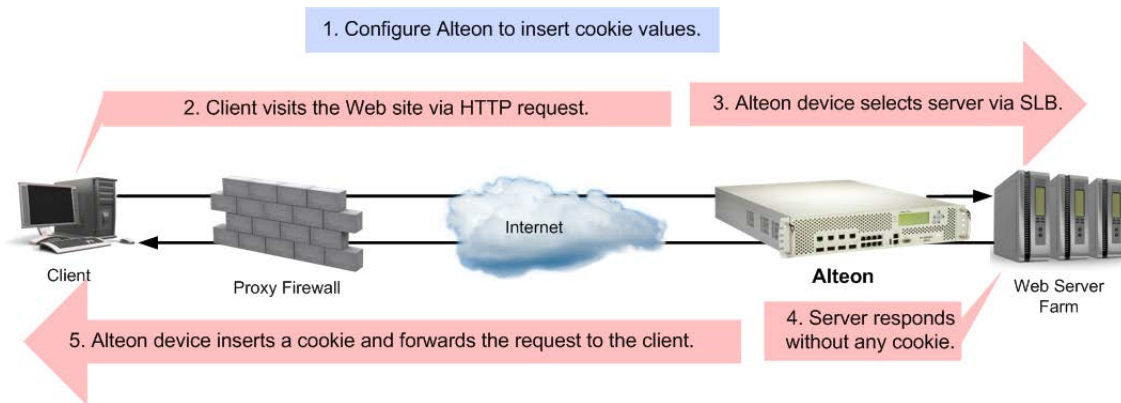 1. Configure Alteon to insert cookie values.
2. Client visits the Web site via HTTP request.
3. Alteon device selects server via SLB.
Internet
Client
Proxy Firewall
Alteon
Web Server
Farm
4. Server responds
without any cookie.
5. Alteon device inserts a cookie and forwards the request to the client.